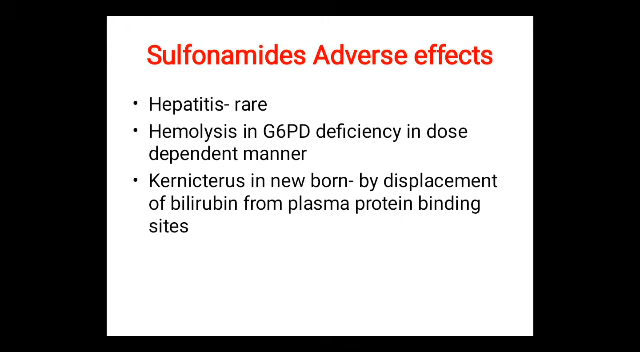 Sulfonamides Adverse effects
• Hepatitis- rare
• Hemolysis in G6PD deficiency in dose
dependent manner
• Kernicterus in new born- by displacement
of bilirubin from plasma protein binding
sites